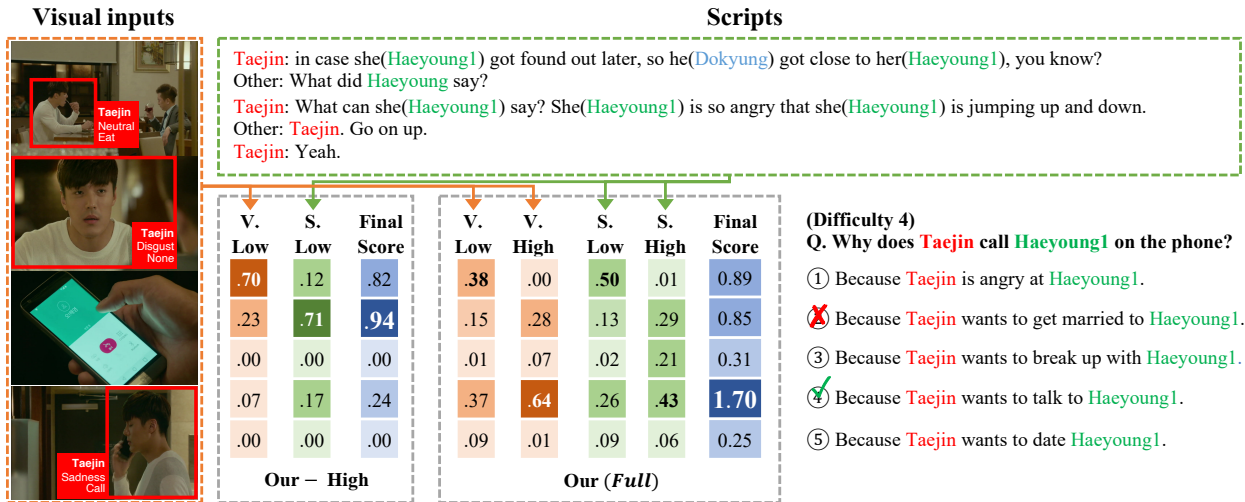 Visual inputs
Scripts
Taejin
Neutral
Eat
Taejin
Disgust
None
Taejin
Sadness
Call
Taejin: in case she(Haeyoung1) got found out later, so he(Dokyung) got close to her(Haeyoung1), you know?
Other: What did Haeyoung say?
Taejin: What can she(Haeyoung1) say? She(Haeyoung1) is so angry that she(Haeyoung1) is jumping up and down.
Other: Taejin. Go on up.
Taejin: Yeah.
V. Low S. Low Final Score
.70 .12 .82
.23 .71 .94
.00 .00 .00
.07 .17 .24
.00 .00 .00
Our – High
V. Low V. High S. Low S. High Final Score
.38 .00 .50 .01 0.89
.15 .28 .13 .29 0.85
.01 .07 .02 .21 0.31
.37 .64 .26 .43 1.70
.09 .01 .09 .06 0.25
Our (Full)
(Difficulty 4)
Q. Why does Taejin call Haeyoung1 on the phone?
① Because Taejin is angry at Haeyoung1.
② Because Taejin wants to get married to Haeyoung1.
③ Because Taejin wants to break up with Haeyoung1.
④ Because Taejin wants to talk to Haeyoung1.
⑤ Because Taejin wants to date Haeyoung1.